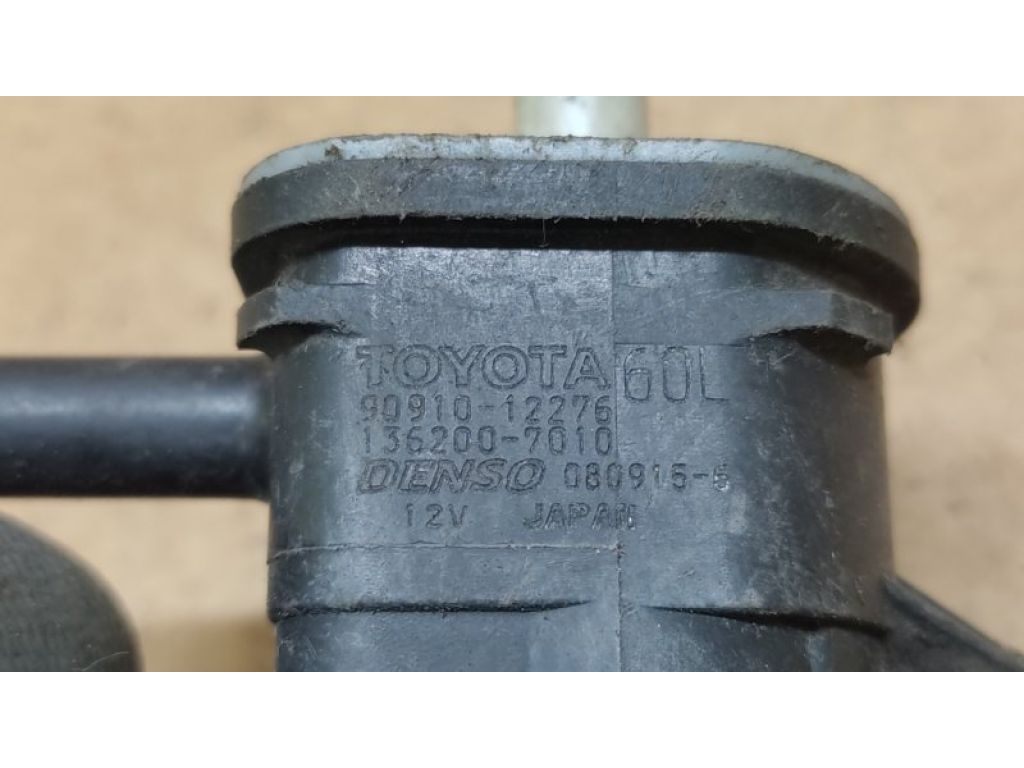 TOYOTA 60L
90910-12276
136200-7010
DENSO 080915-5
12V JAPAN